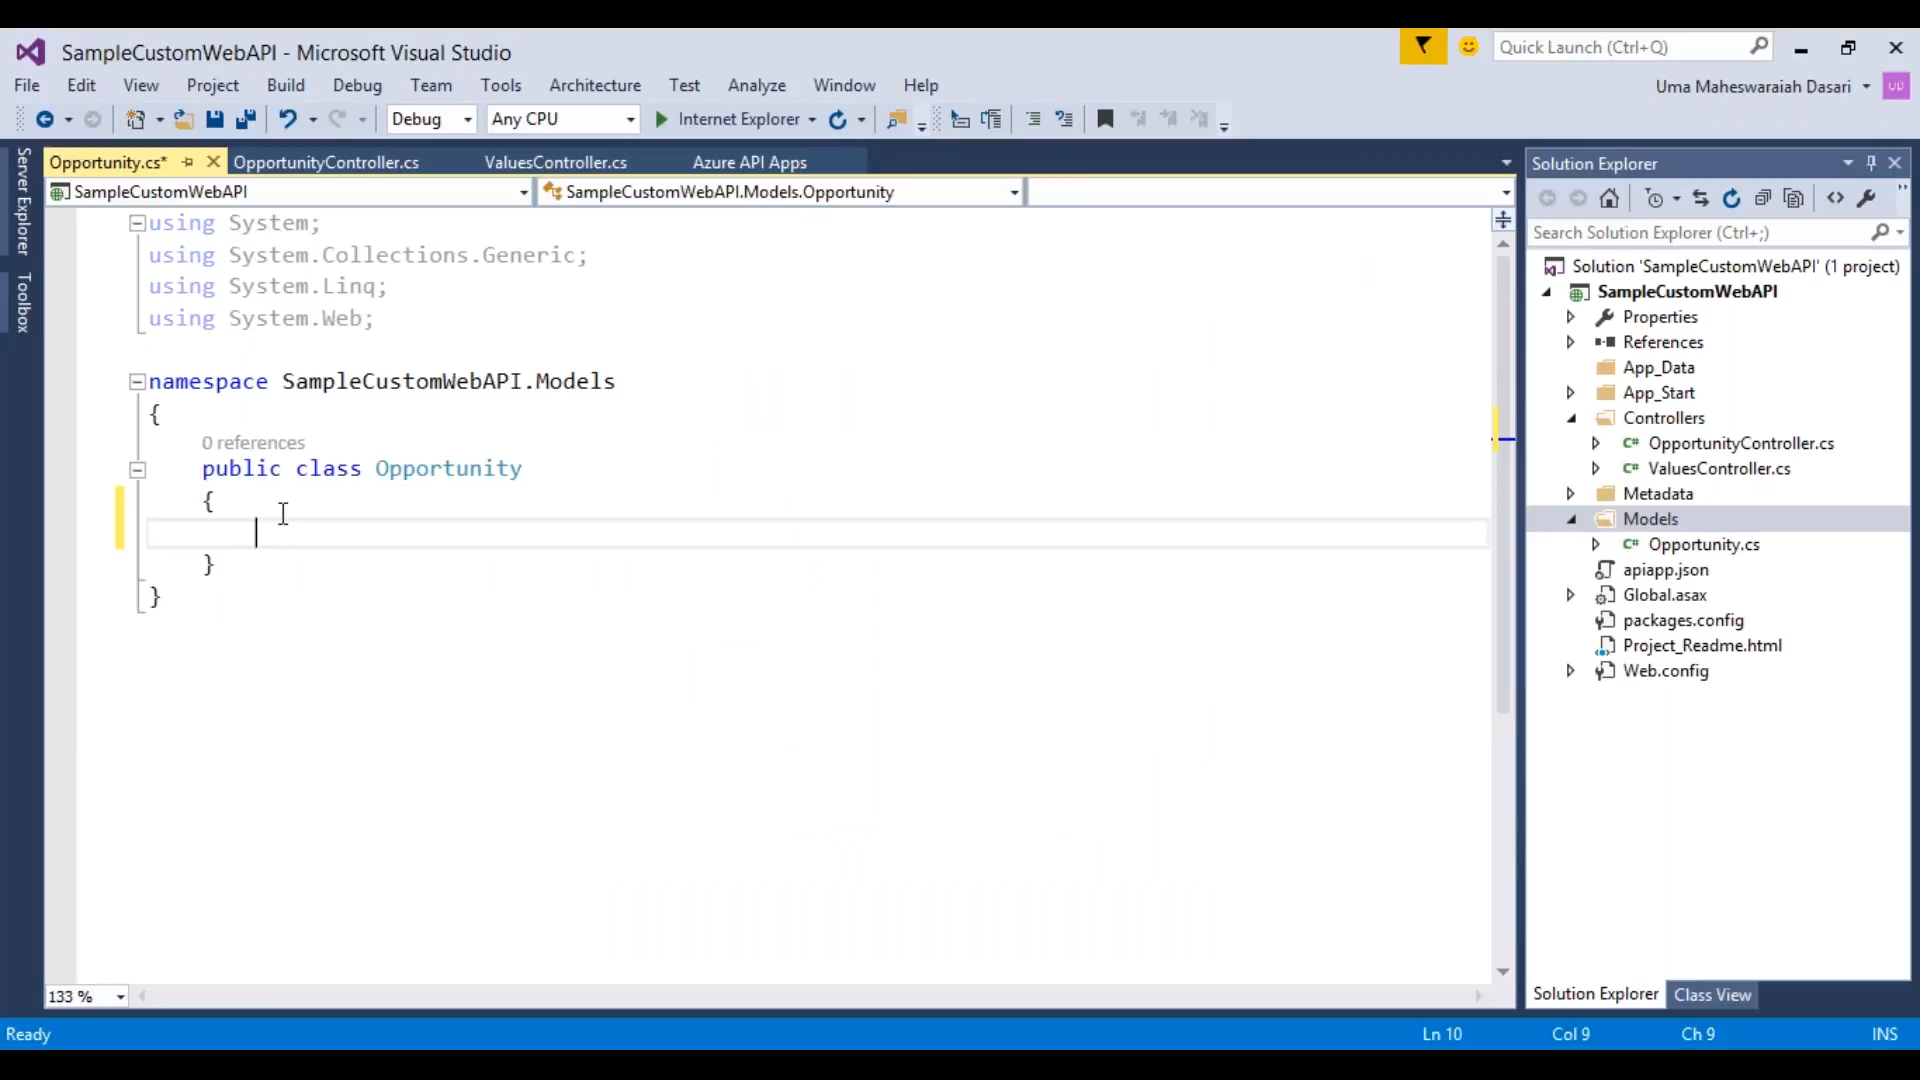 SampleCustomWebAPI - Microsoft Visual Studio
Quick Launch (Ctrl+Q)
File Edit View Project Build Debug Team Tools Architecture Test Analyze Window Help
Uma Maheswaraiah Dasari
UD
Debug Any CPU Internet Explorer
Server Explorer
Toolbox
Opportunity.cs* OpportunityController.cs ValuesController.cs Azure API Apps
SampleCustomWebAPI SampleCustomWebAPI.Models.Opportunity
using System;
using System.Collections.Generic;
using System.Linq;
using System.Web;
namespace SampleCustomWebAPI.Models
{
0 references
public class Opportunity
{
}
}
133 %
Solution Explorer
Search Solution Explorer (Ctrl+;)
Solution 'SampleCustomWebAPI' (1 project)
SampleCustomWebAPI
Properties
References
App_Data
App_Start
Controllers
C# OpportunityController.cs
C# ValuesController.cs
Metadata
Models
C# Opportunity.cs
apiapp.json
Global.asax
packages.config
Project_Readme.html
Web.config
Solution Explorer Class View
Ready Ln 10 Col 9 Ch 9 INS